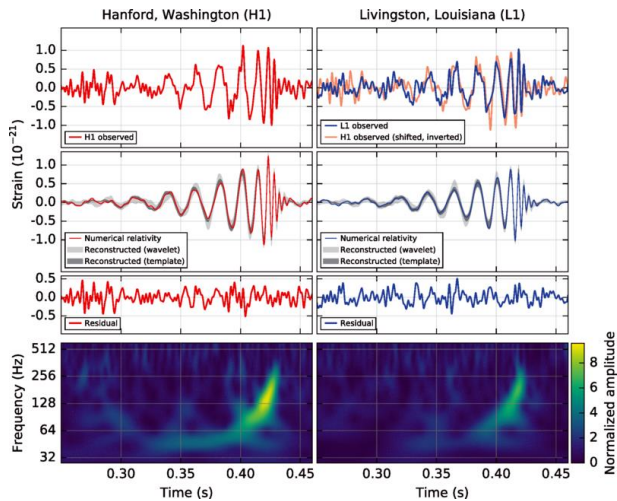 Hanford, Washington (H1)
Livingston, Louisiana (L1)
Strain (10⁻²¹)
1.0
0.5
0.0
-0.5
-1.0
H1 observed
L1 observed
H1 observed (shifted, inverted)
1.0
0.5
0.0
-0.5
-1.0
Numerical relativity
Reconstructed (wavelet)
Reconstructed (template)
Numerical relativity
Reconstructed (wavelet)
Reconstructed (template)
0.5
0.0
-0.5
Residual
Residual
Frequency (Hz)
512
256
128
64
32
0.30
0.35
0.40
0.45
0.30
0.35
0.40
0.45
Time (s)
Time (s)
8
6
4
2
0
Normalized amplitude